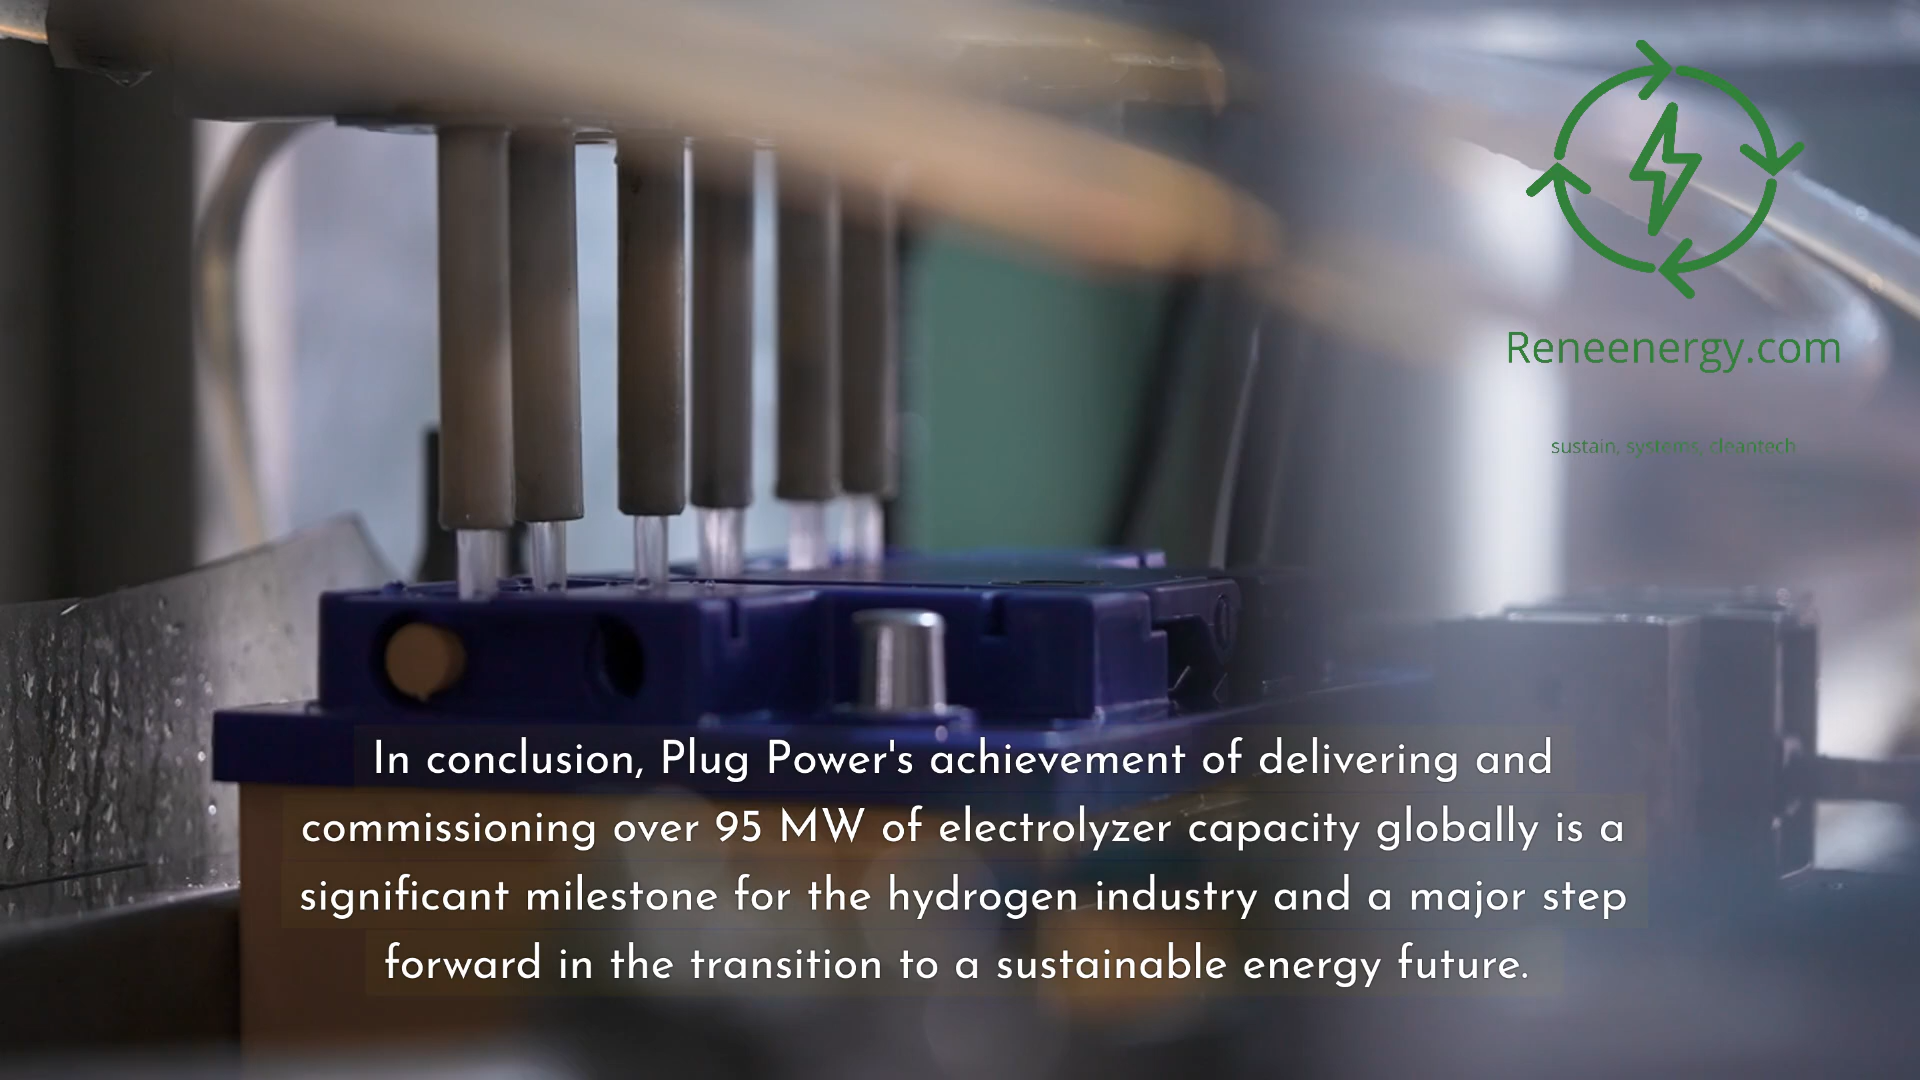 Reneenergy.com
sustain, systems, cleantech
In conclusion, Plug Power's achievement of delivering and
commissioning over 95 MW of electrolyzer capacity globally is a
significant milestone for the hydrogen industry and a major step
forward in the transition to a sustainable energy future.